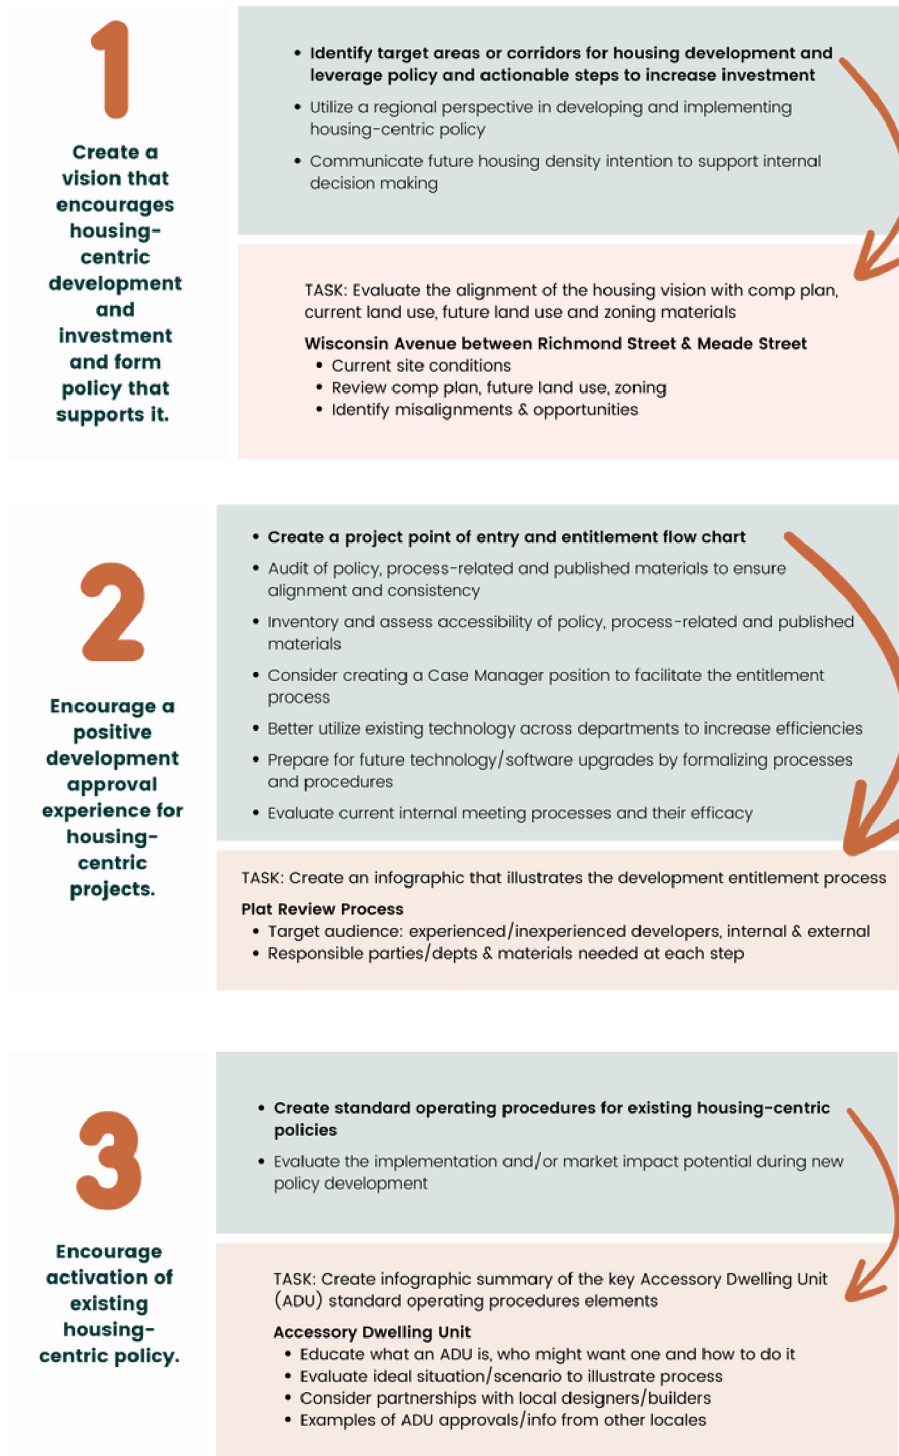 1
Create a
vision that
encourages
housing-
centric
development
and
investment
and form
policy that
supports it.
• Identify target areas or corridors for housing development and
leverage policy and actionable steps to increase investment
• Utilize a regional perspective in developing and implementing
housing-centric policy
• Communicate future housing density intention to support internal
decision making
TASK: Evaluate the alignment of the housing vision with comp plan,
current land use, future land use and zoning materials
Wisconsin Avenue between Richmond Street & Meade Street
• Current site conditions
• Review comp plan, future land use, zoning
• Identify misalignments & opportunities
2
Encourage a
positive
development
approval
experience for
housing-
centric
projects.
• Create a project point of entry and entitlement flow chart
• Audit of policy, process-related and published materials to ensure
alignment and consistency
• Inventory and assess accessibility of policy, process-related and published
materials
• Consider creating a Case Manager position to facilitate the entitlement
process
• Better utilize existing technology across departments to increase efficiencies
• Prepare for future technology/software upgrades by formalizing processes
and procedures
• Evaluate current internal meeting processes and their efficacy
TASK: Create an infographic that illustrates the development entitlement process
Plat Review Process
• Target audience: experienced/inexperienced developers, internal & external
• Responsible parties/depts & materials needed at each step
3
Encourage
activation of
existing
housing-
centric policy.
• Create standard operating procedures for existing housing-centric
policies
• Evaluate the implementation and/or market impact potential during new
policy development
TASK: Create infographic summary of the key Accessory Dwelling Unit
(ADU) standard operating procedures elements
Accessory Dwelling Unit
• Educate what an ADU is, who might want one and how to do it
• Evaluate ideal situation/scenario to illustrate process
• Consider partnerships with local designers/builders
• Examples of ADU approvals/info from other locales